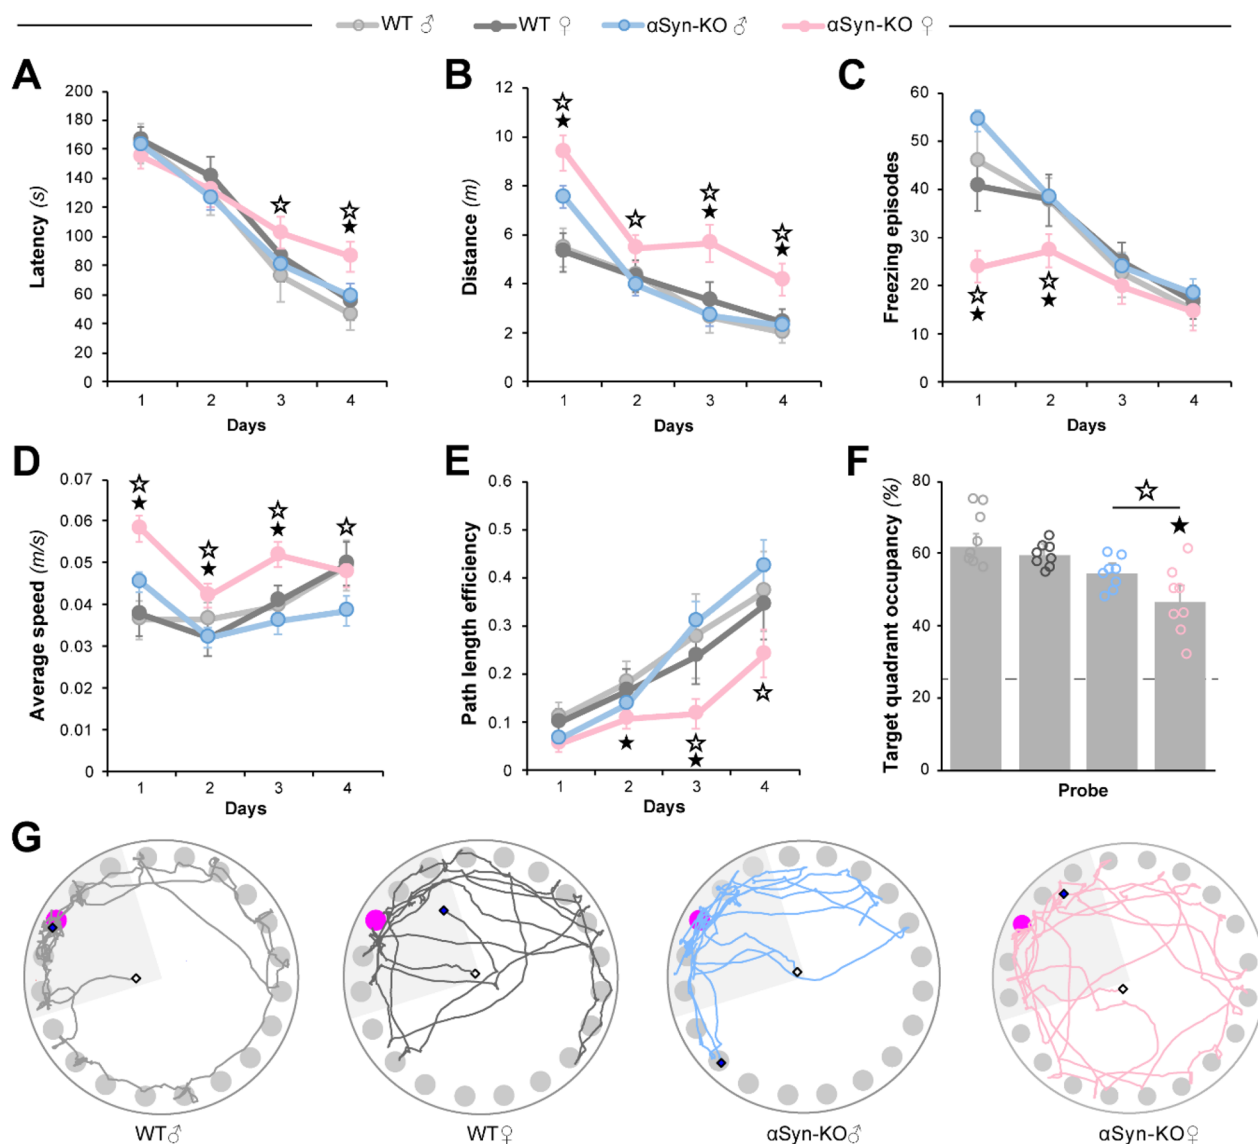 WT ♂ WT ♀ αSyn-KO ♂ αSyn-KO ♀
A
Latency (s)
200
180
160
140
120
100
80
60
40
20
0
1 2 3 4
Days
B
Distance (m)
12
10
8
6
4
2
0
1 2 3 4
Days
C
Freezing episodes
60
50
40
30
20
10
0
1 2 3 4
Days
D
Average speed (m/s)
0.07
0.06
0.05
0.04
0.03
0.02
0.01
0
1 2 3 4
Days
E
Path length efficiency
0.6
0.5
0.4
0.3
0.2
0.1
0
1 2 3 4
Days
F
Target quadrant occupancy (%)
80
60
40
20
0
Probe
G
WT♂ WT♀ αSyn-KO♂ αSyn-KO♀